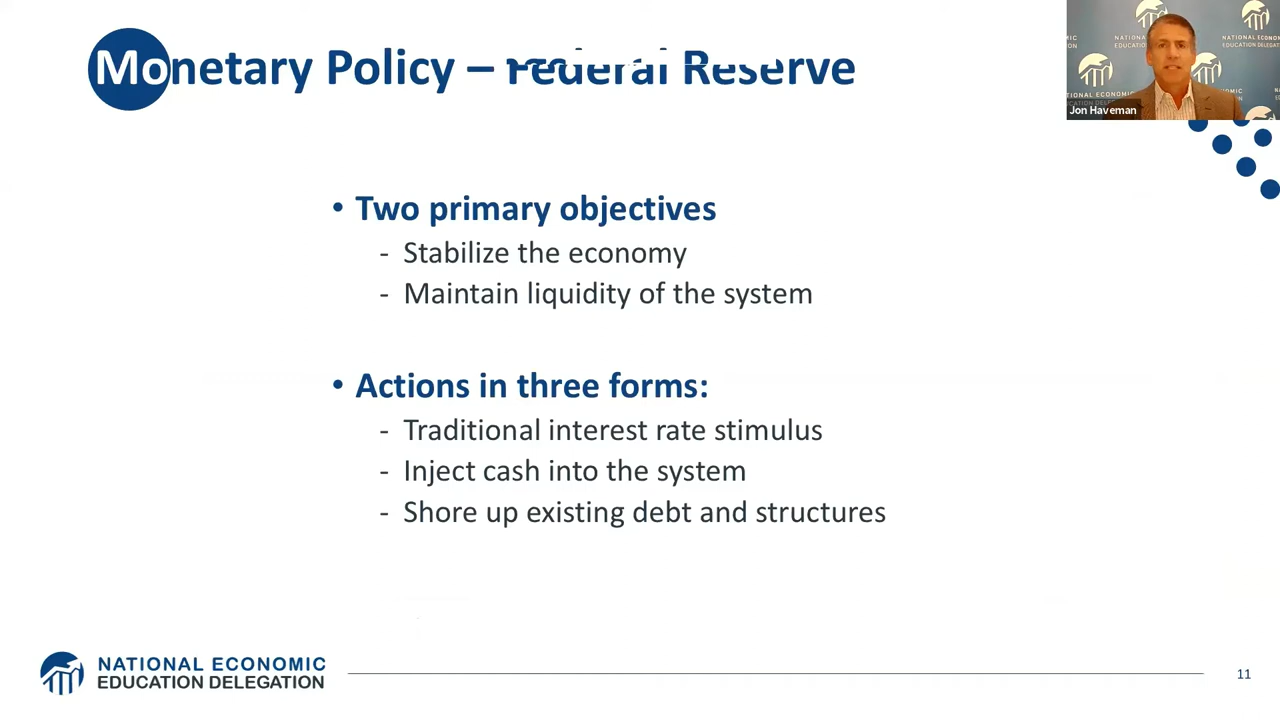 Monetary Policy – Federal Reserve
Jon Haveman
• Two primary objectives
- Stabilize the economy
- Maintain liquidity of the system
• Actions in three forms:
- Traditional interest rate stimulus
- Inject cash into the system
- Shore up existing debt and structures
NATIONAL ECONOMIC
EDUCATION DELEGATION
11